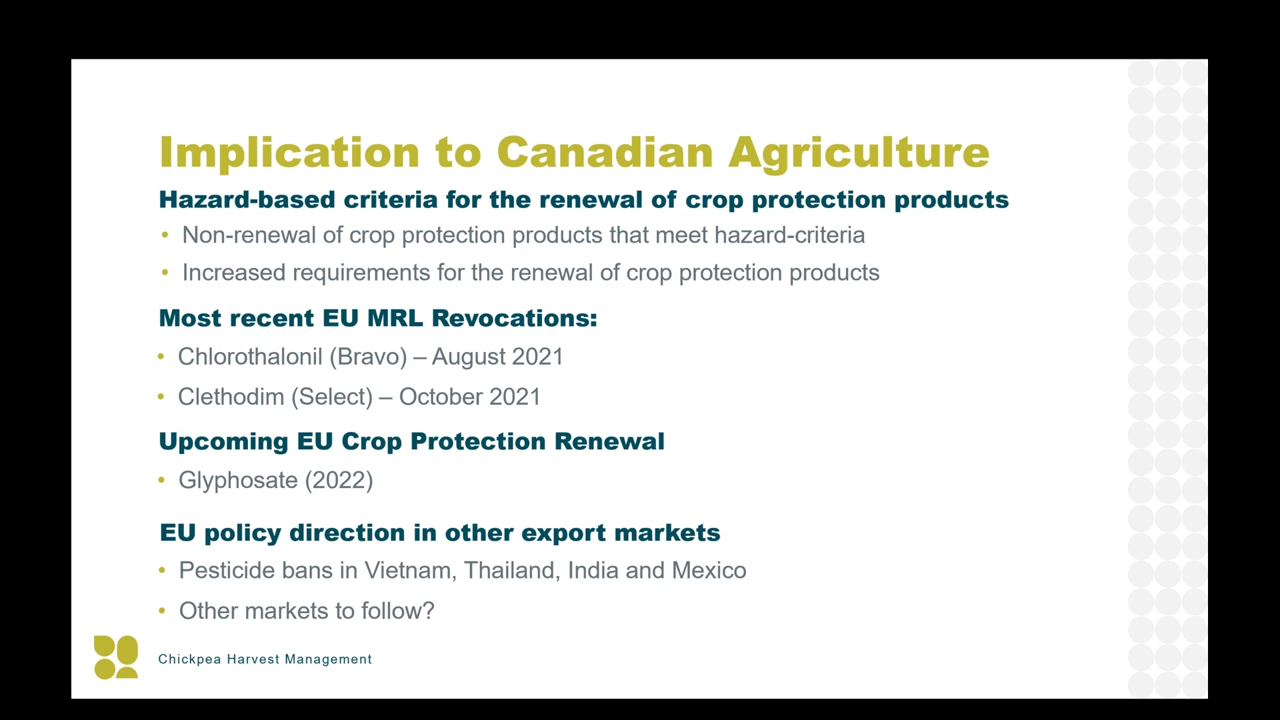 Implication to Canadian Agriculture
Hazard-based criteria for the renewal of crop protection products
• Non-renewal of crop protection products that meet hazard-criteria
• Increased requirements for the renewal of crop protection products
Most recent EU MRL Revocations:
• Chlorothalonil (Bravo) – August 2021
• Clethodim (Select) – October 2021
Upcoming EU Crop Protection Renewal
• Glyphosate (2022)
EU policy direction in other export markets
• Pesticide bans in Vietnam, Thailand, India and Mexico
• Other markets to follow?
Chickpea Harvest Management